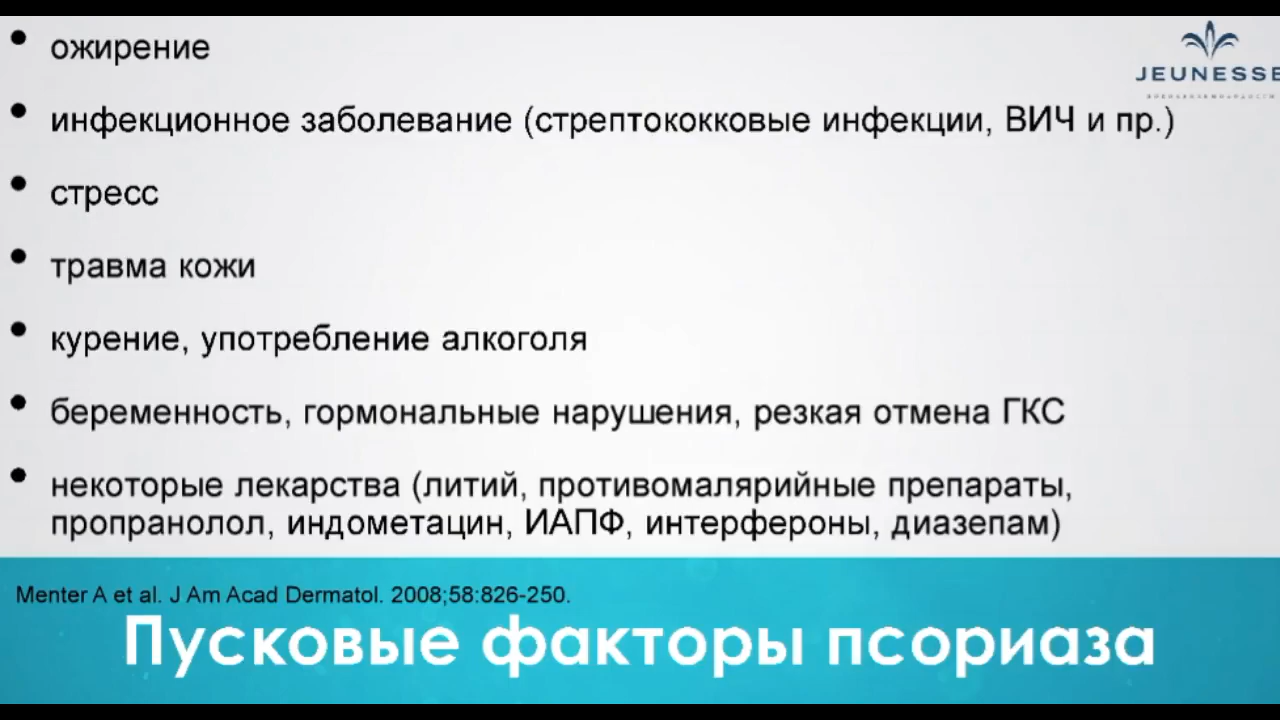 • ожирение
JEUNESSE
• инфекционное заболевание (стрептококковые инфекции, ВИЧ и пр.)
• стресс
• травма кожи
• курение, употребление алкоголя
• беременность, гормональные нарушения, резкая отмена ГКС
• некоторые лекарства (литий, противомалярийные препараты,
пропранолол, индометацин, ИАПФ, интерфероны, диазепам)
Menter A et al. J Am Acad Dermatol. 2008;58:826-250.
Пусковые факторы псориаза